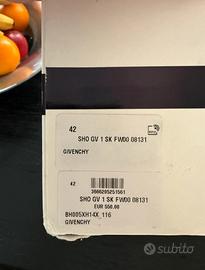 42
SHO GV 1 SK FW00 08131
GIVENCHY
42
3666205251561
SHO GV 1 SK FW00 08131
EUR 550.00
BH005XH14X_116
GIVENCHY
subito